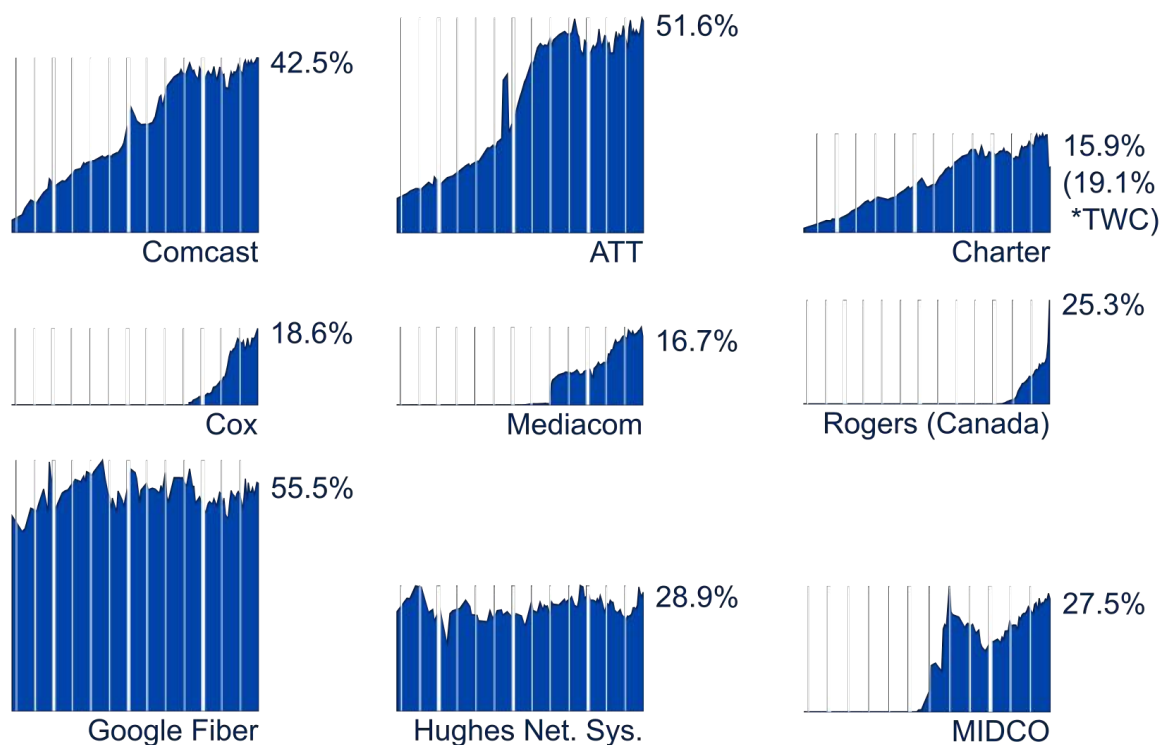 42.5%
Comcast
51.6%
ATT
15.9%
(19.1%
*TWC)
Charter
18.6%
Cox
16.7%
Mediacom
25.3%
Rogers (Canada)
55.5%
Google Fiber
28.9%
Hughes Net. Sys.
27.5%
MIDCO